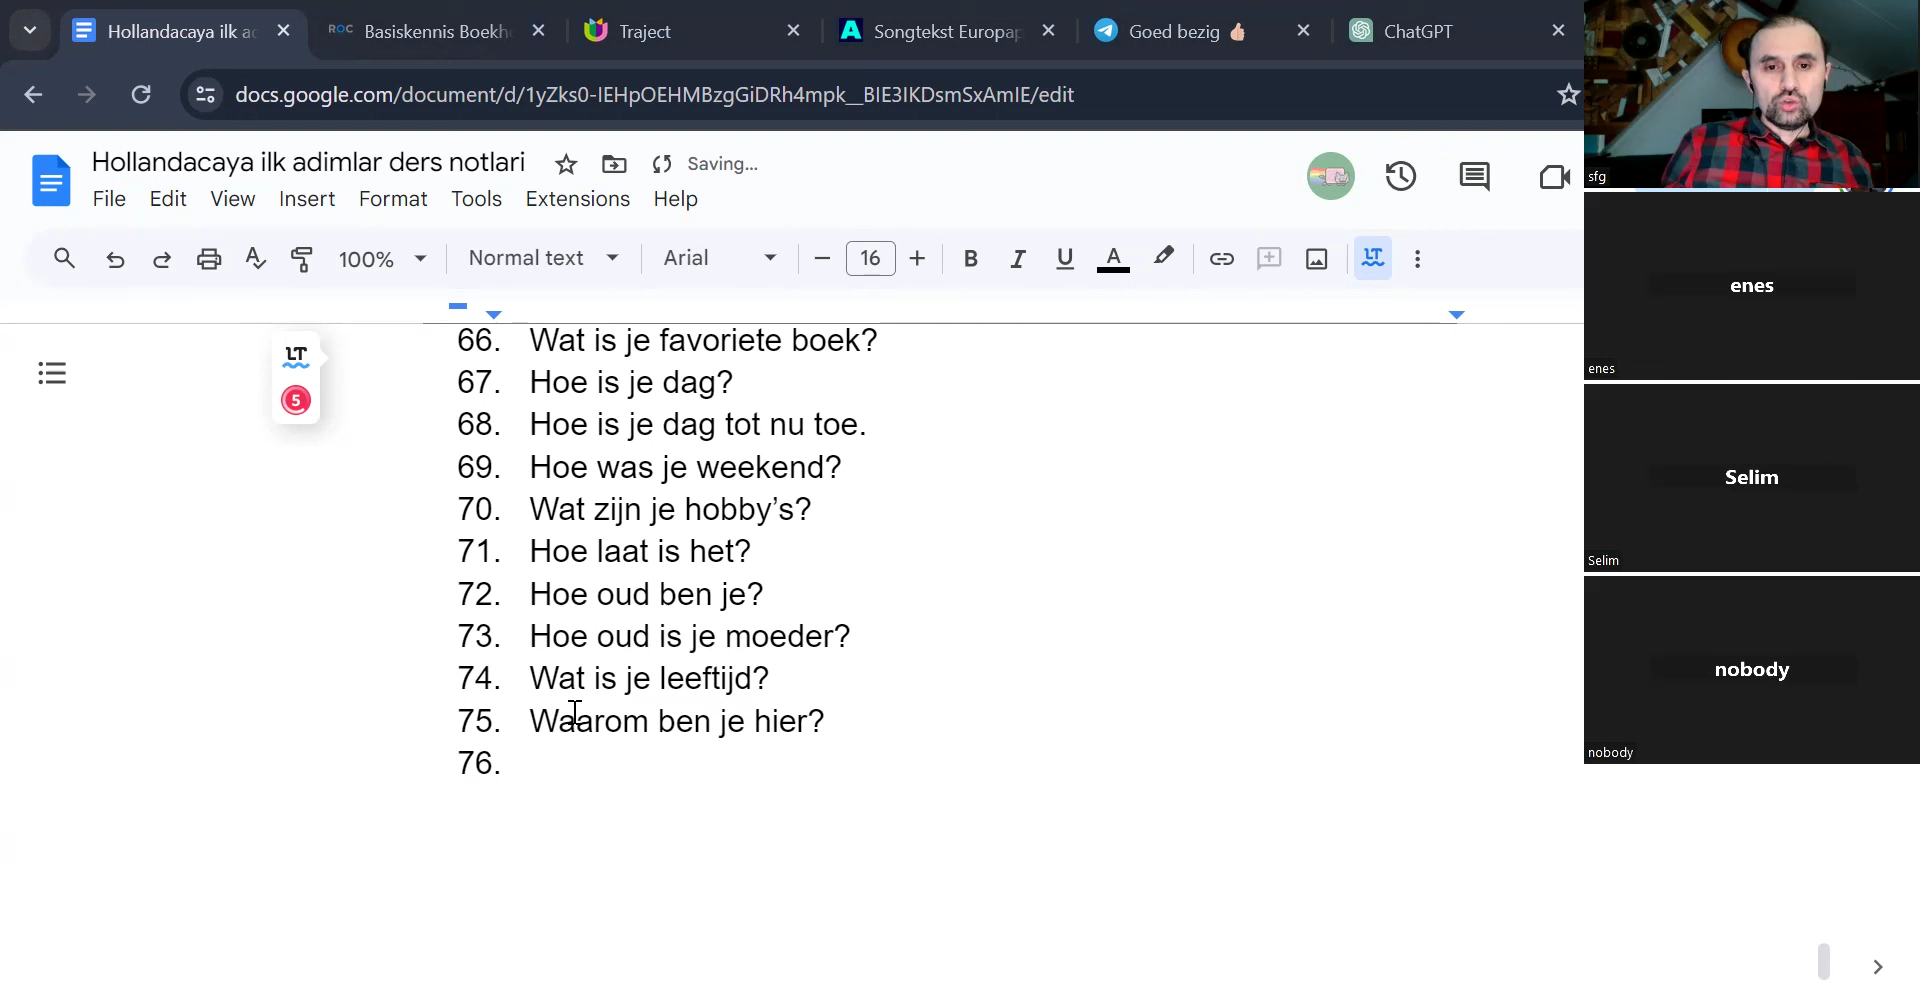 Hollandacaya ilk ac
ROC Basiskennis Boekh
Traject
Songtekst Europap
Goed bezig 👍
ChatGPT
docs.google.com/document/d/1yZks0-IEHpOEHMBzgGiDRh4mpk__BIE3IKDsmSxAmIE/edit
Hollandacaya ilk adimlar ders notlari
Saving...
File Edit View Insert Format Tools Extensions Help
100% Normal text Arial 16 B I U A LT
LT
5
66. Wat is je favoriete boek?
67. Hoe is je dag?
68. Hoe is je dag tot nu toe.
69. Hoe was je weekend?
70. Wat zijn je hobby’s?
71. Hoe laat is het?
72. Hoe oud ben je?
73. Hoe oud is je moeder?
74. Wat is je leeftijd?
75. Waarom ben je hier?
76.
sfg
enes
enes
Selim
Selim
nobody
nobody